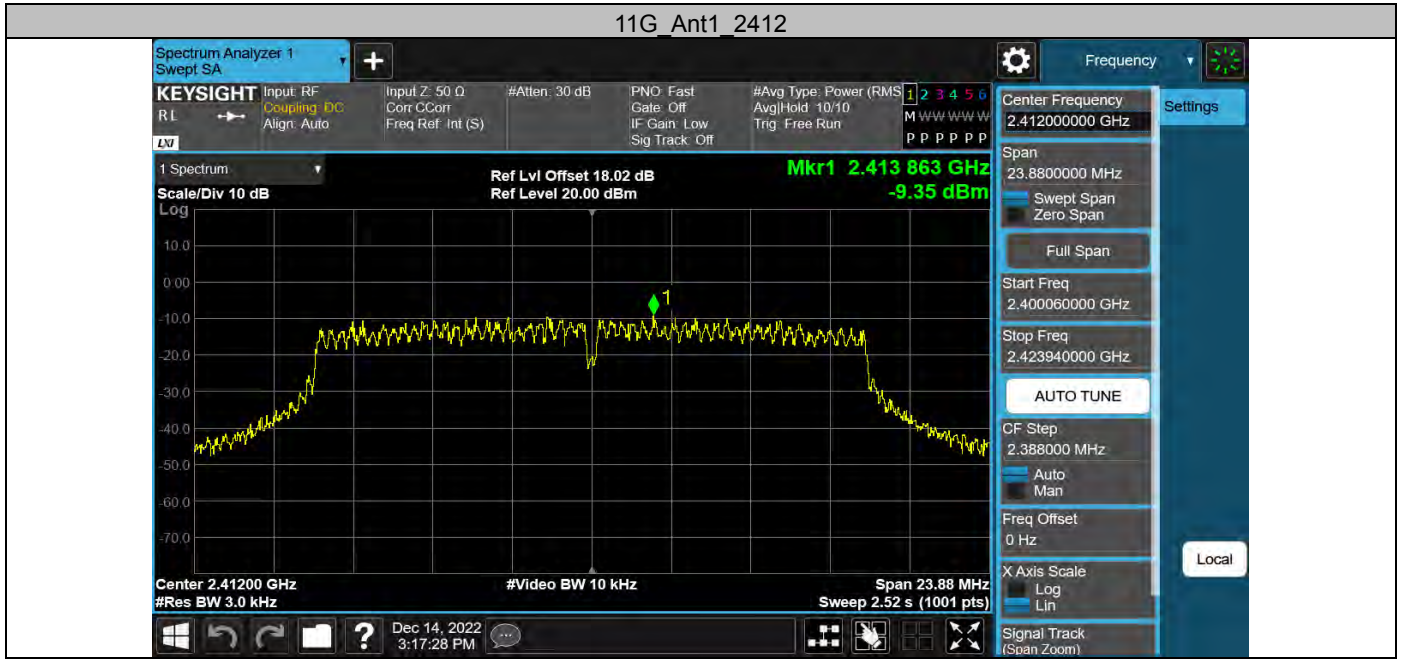 11G_Ant1_2412
Spectrum Analyzer 1
Swept SA
+
Frequency
KEYSIGHT
RL
LXI
Input: RF
Coupling: DC
Align: Auto
Input Z: 50 Ω
Corr CCorr
Freq Ref: Int (S)
#Atten: 30 dB
PNO: Fast
Gate: Off
IF Gain: Low
Sig Track: Off
#Avg Type: Power (RMS
Avg|Hold: 10/10
Trig: Free Run
1 2 3 4 5 6
M W W W W W
P P P P P P
1 Spectrum
Scale/Div 10 dB
Ref Lvl Offset 18.02 dB
Ref Level 20.00 dBm
Mkr1 2.413 863 GHz
-9.35 dBm
Log
10.0
0.00
-10.0
-20.0
-30.0
-40.0
-50.0
-60.0
-70.0
1
Center 2.41200 GHz
#Res BW 3.0 kHz
#Video BW 10 kHz
Span 23.88 MHz
Sweep 2.52 s (1001 pts)
Dec 14, 2022
3:17:28 PM
?
Center Frequency
2.412000000 GHz
Span
23.8800000 MHz
Swept Span
Zero Span
Full Span
Start Freq
2.400060000 GHz
Stop Freq
2.423940000 GHz
AUTO TUNE
CF Step
2.388000 MHz
Auto
Man
Freq Offset
0 Hz
X Axis Scale
Log
Lin
Signal Track
(Span Zoom)
Settings
Local